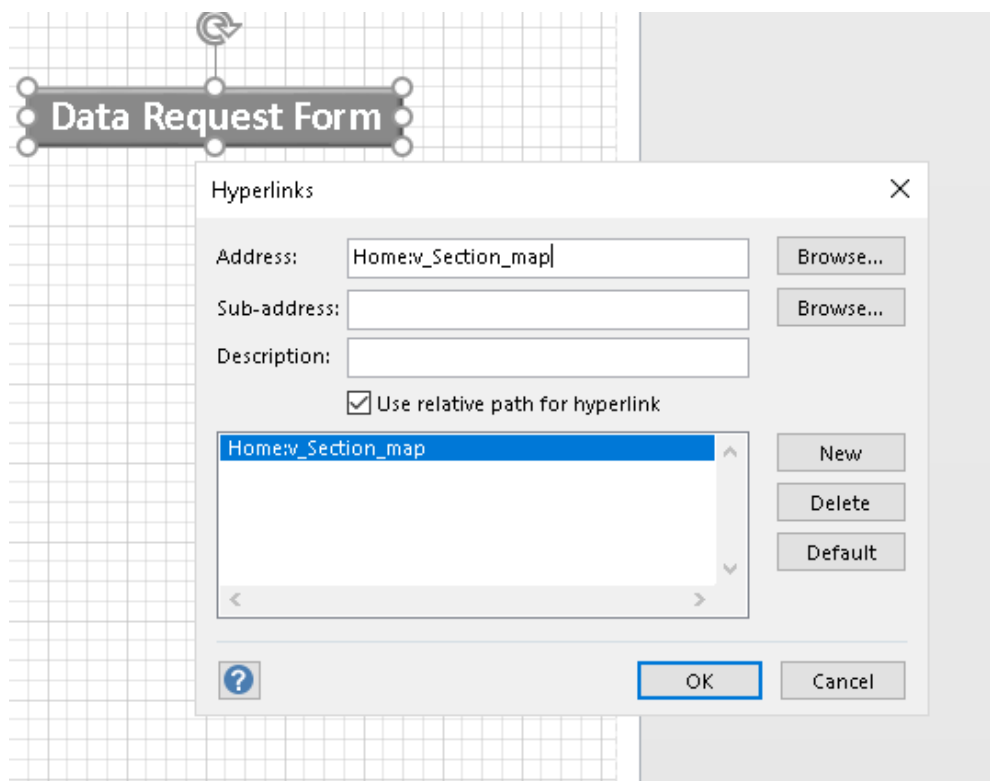 Data Request Form
Hyperlinks
Address: Home:v_Section_map Browse...
Sub-address: Browse...
Description:
Use relative path for hyperlink
Home:v_Section_map
New
Delete
Default
? OK Cancel